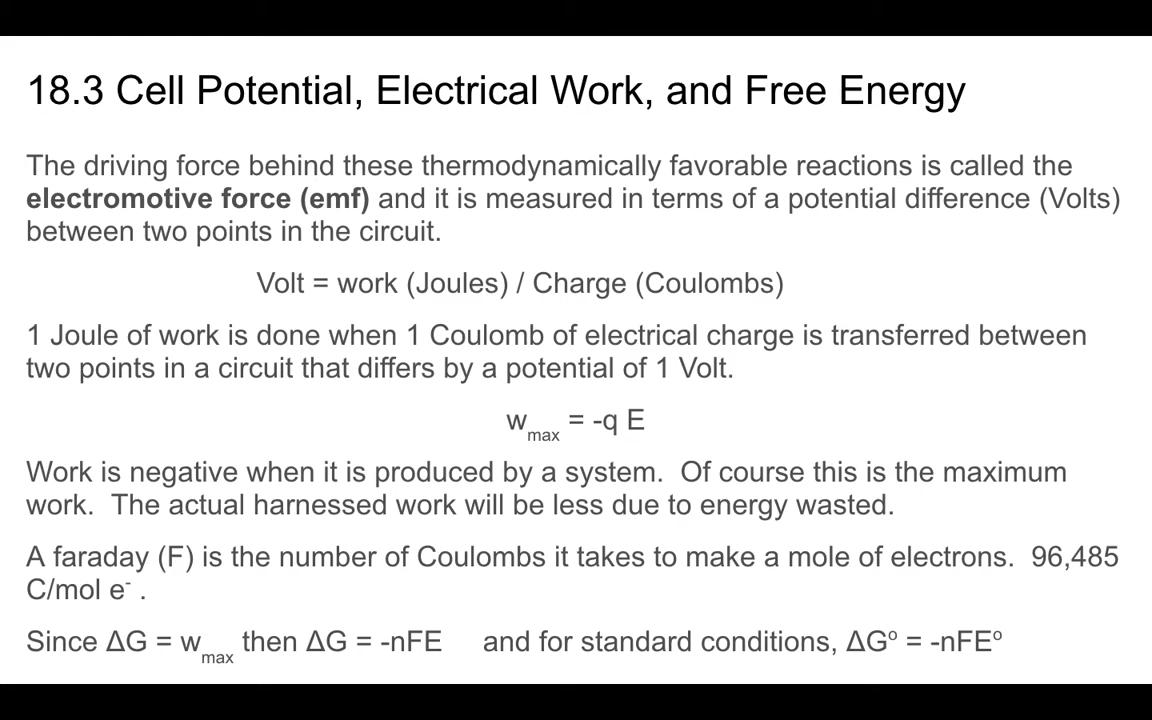 18.3 Cell Potential, Electrical Work, and Free Energy
The driving force behind these thermodynamically favorable reactions is called the
electromotive force (emf) and it is measured in terms of a potential difference (Volts)
between two points in the circuit.
Volt = work (Joules) / Charge (Coulombs)
1 Joule of work is done when 1 Coulomb of electrical charge is transferred between
two points in a circuit that differs by a potential of 1 Volt.
w_max = -q E
Work is negative when it is produced by a system.  Of course this is the maximum
work.  The actual harnessed work will be less due to energy wasted.
A faraday (F) is the number of Coulombs it takes to make a mole of electrons.  96,485
C/mol e⁻ .
Since ΔG = w_max then ΔG = -nFE     and for standard conditions, ΔGº = -nFEº